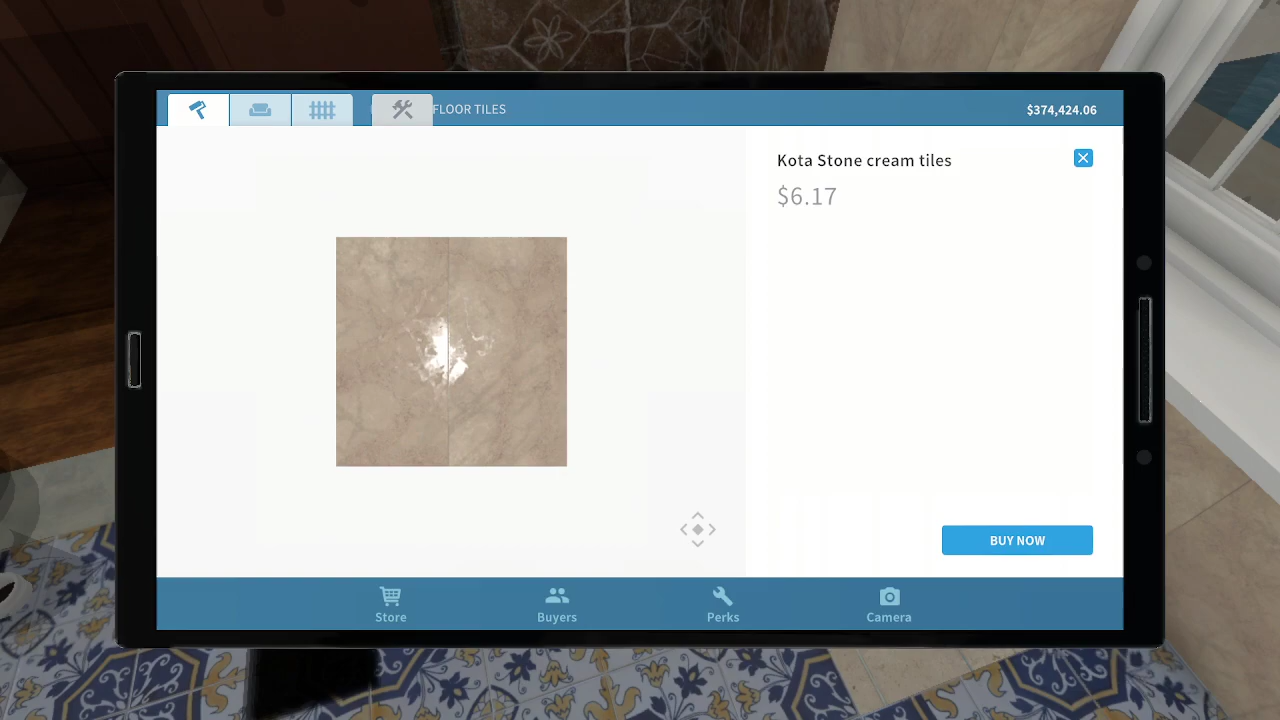 FLOOR TILES
$374,424.06
Kota Stone cream tiles
$6.17
BUY NOW
Store
Buyers
Perks
Camera